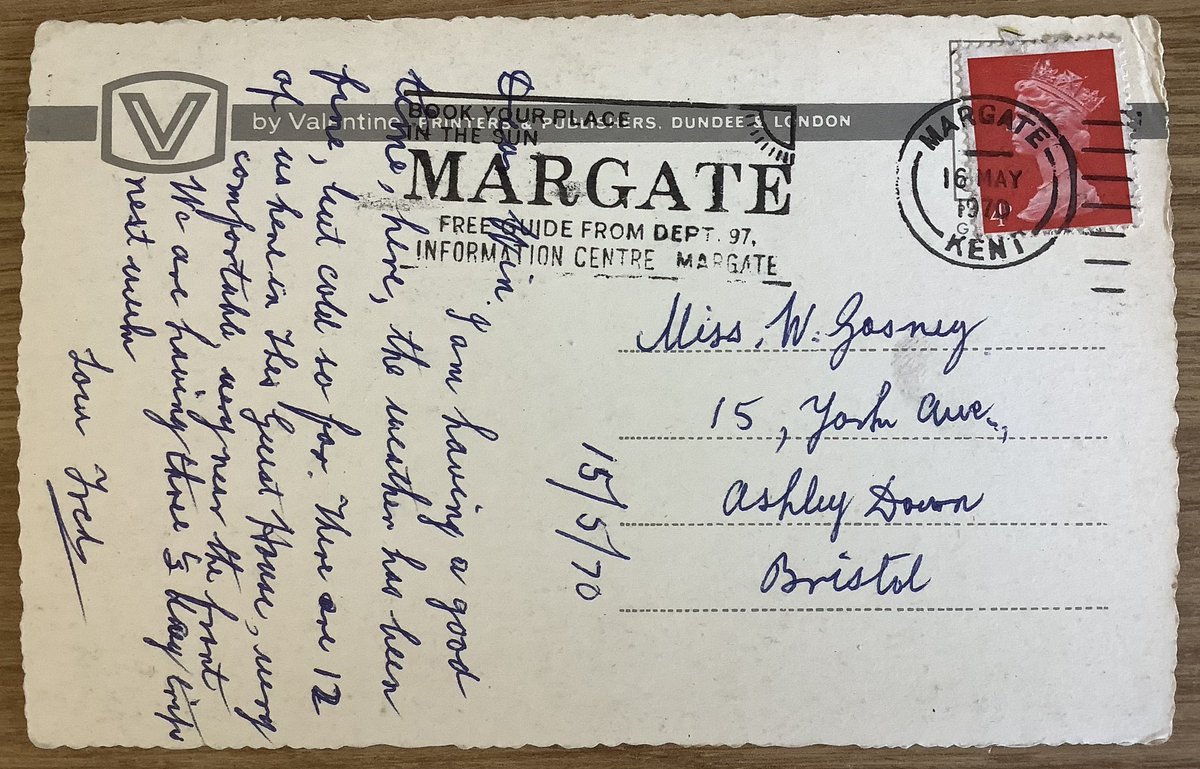 by Valentine PRINTERS & PUBLISHERS, DUNDEE & LONDON
BOOK YOUR PLACE
IN THE SUN
MARGATE
FREE GUIDE FROM DEPT. 97,
INFORMATION CENTRE MARGATE
MARGATE
16 MAY
1970
KENT
4
Dear Win
I am having a good
time, here, the weather has been
fine, but cold so far. There are 12
of us here in this Guest House, very
comfortable, very near the front
We are having three ½ day trips
next week
Love Fred
15/5/70
Miss, W. Gosney
15, York Ave.,
Ashley Down
Bristol